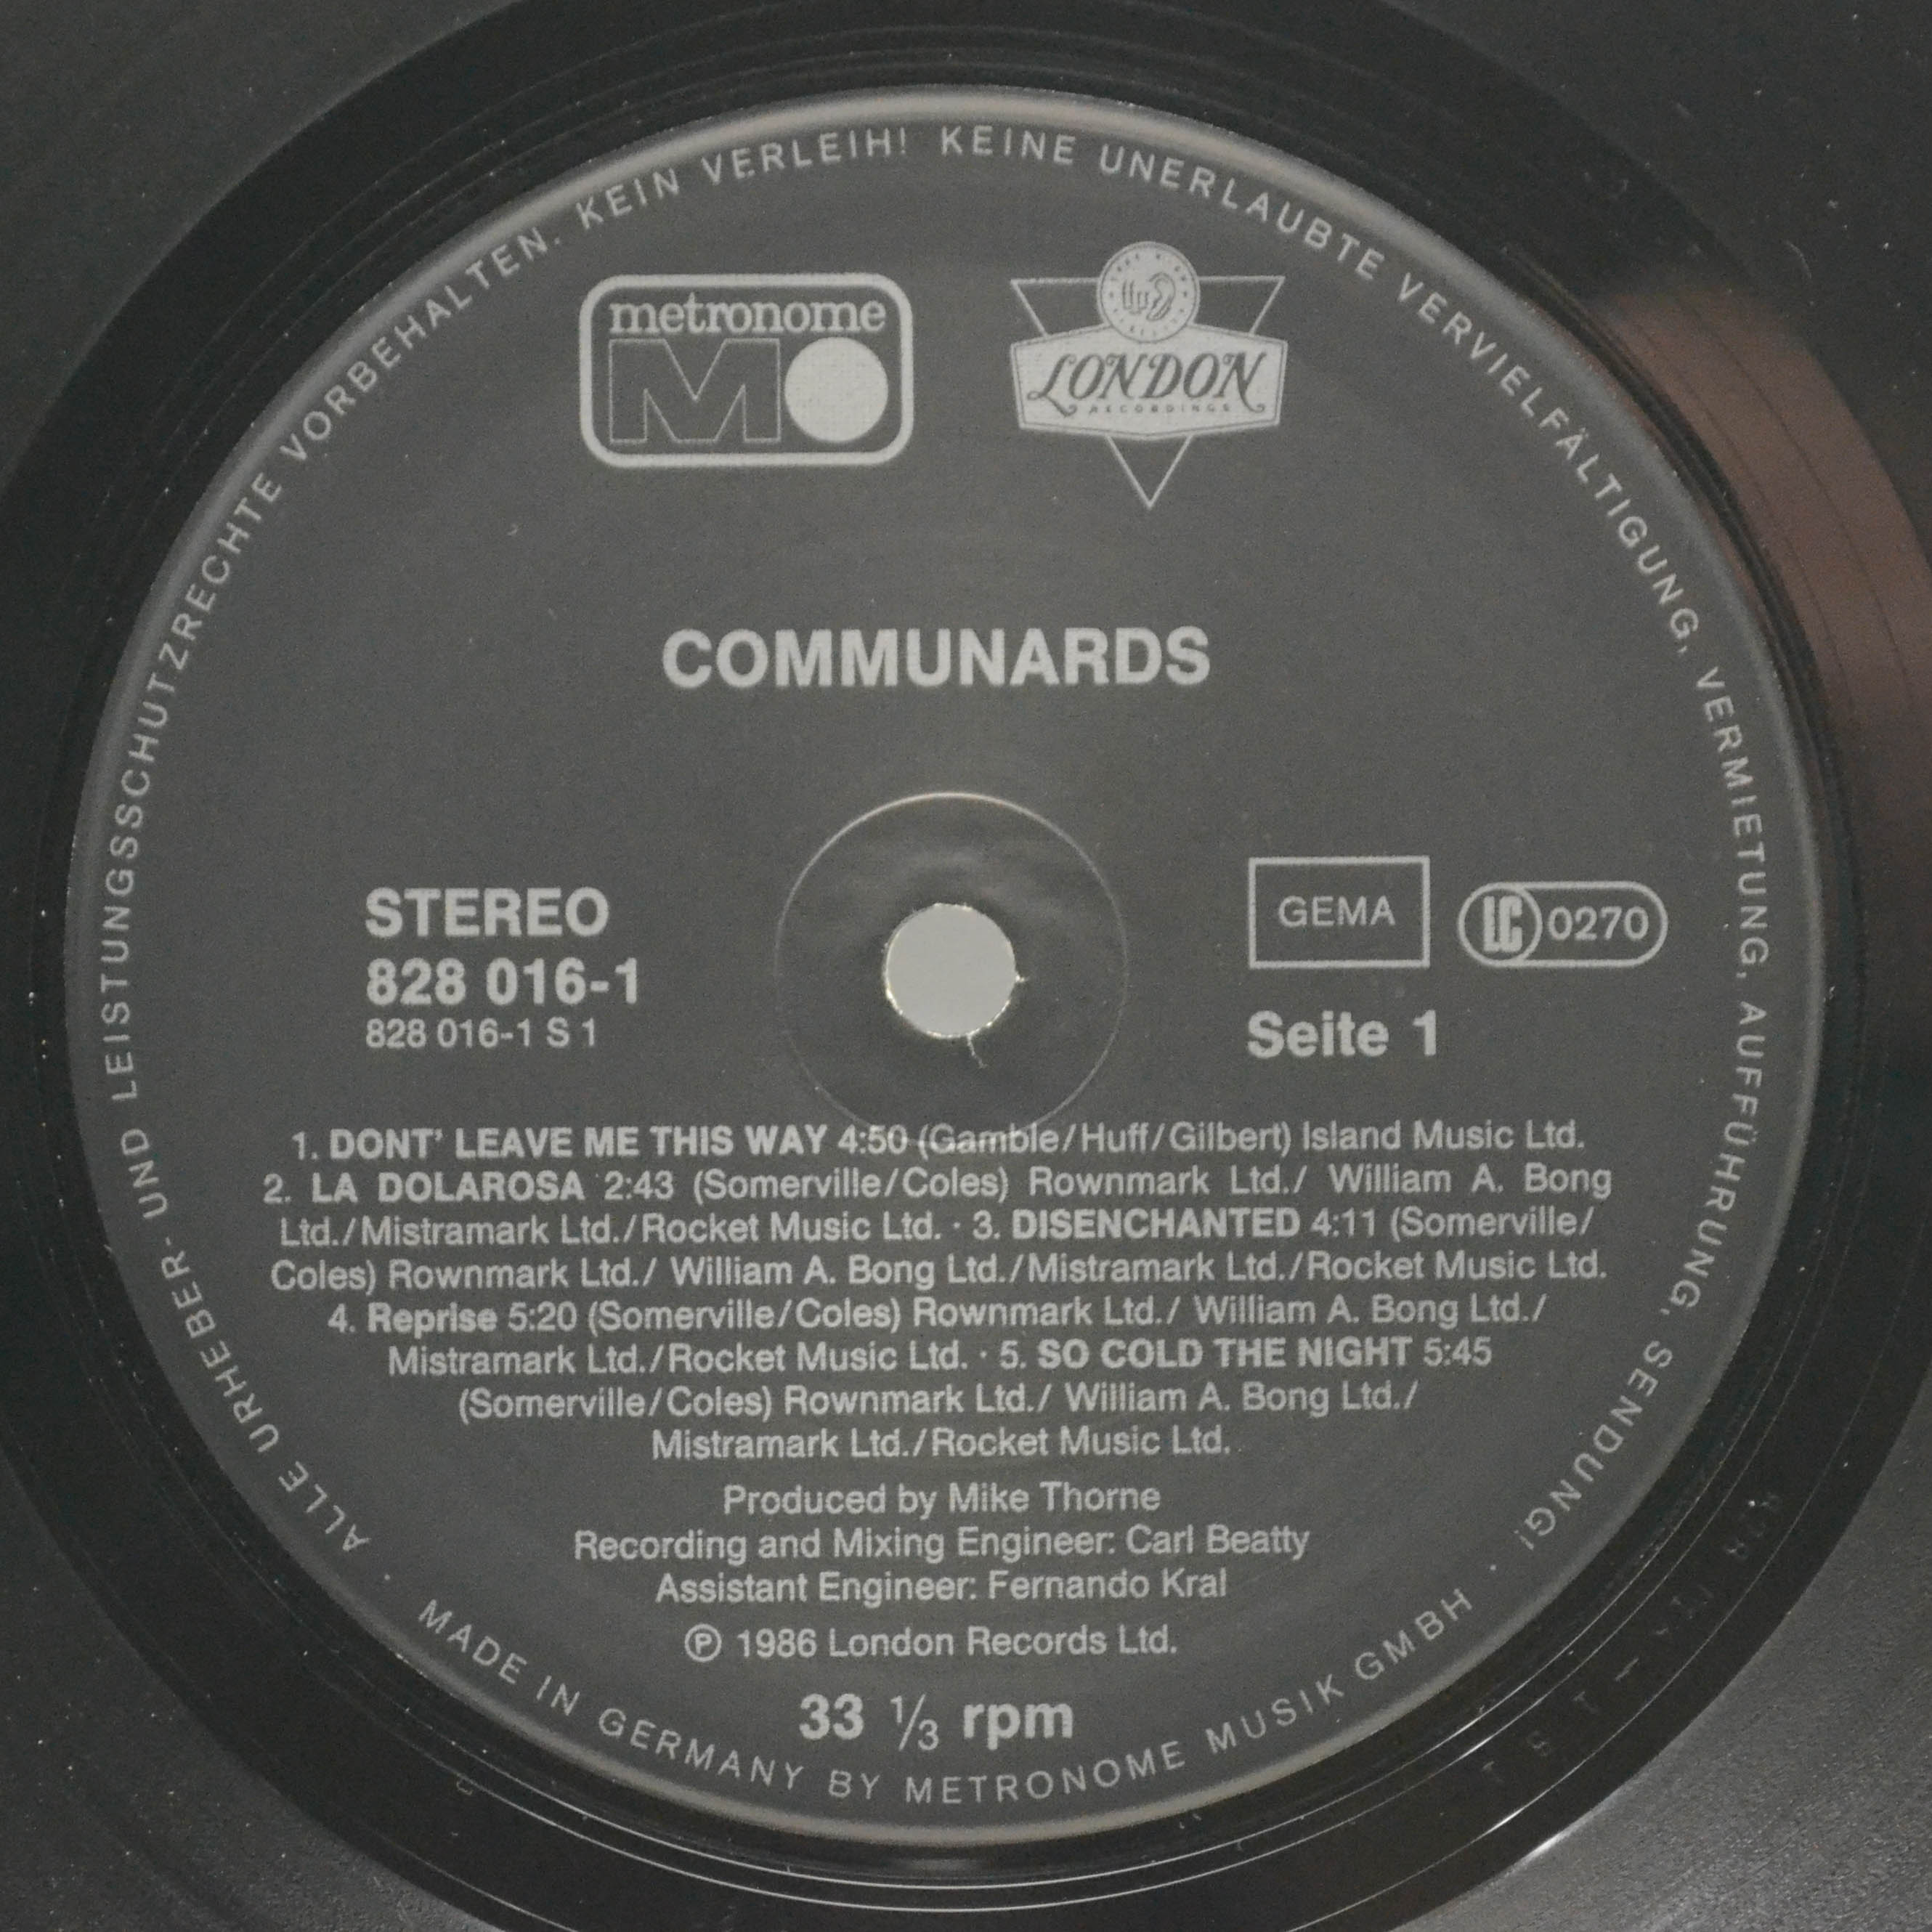 ALLE URHEBER- UND LEISTUNGSSCHUTZRECHTE VORBEHALTEN. KEIN VERLEIH! KEINE UNERLAUBTE VERVIELFÄLTIGUNG, VERMIETUNG, AUFFÜHRUNG, SENDUNG!
metronome
MO
LONDON
RECORDINGS
COMMUNARDS
STEREO
828 016-1
828 016-1 S 1
GEMA
LC 0270
Seite 1
1. DONT' LEAVE ME THIS WAY 4:50 (Gamble/Huff/Gilbert) Island Music Ltd.
2. LA DOLAROSA 2:43 (Somerville/Coles) Rownmark Ltd./ William A. Bong
Ltd./Mistramark Ltd./Rocket Music Ltd. · 3. DISENCHANTED 4:11 (Somerville/
Coles) Rownmark Ltd./ William A. Bong Ltd./Mistramark Ltd./Rocket Music Ltd.
4. Reprise 5:20 (Somerville/Coles) Rownmark Ltd./ William A. Bong Ltd./
Mistramark Ltd./Rocket Music Ltd. · 5. SO COLD THE NIGHT 5:45
(Somerville/Coles) Rownmark Ltd./ William A. Bong Ltd./
Mistramark Ltd./Rocket Music Ltd.
Produced by Mike Thorne
Recording and Mixing Engineer: Carl Beatty
Assistant Engineer: Fernando Kral
℗ 1986 London Records Ltd.
33 1/3 rpm
· MADE IN GERMANY BY METRONOME MUSIK GMBH ·